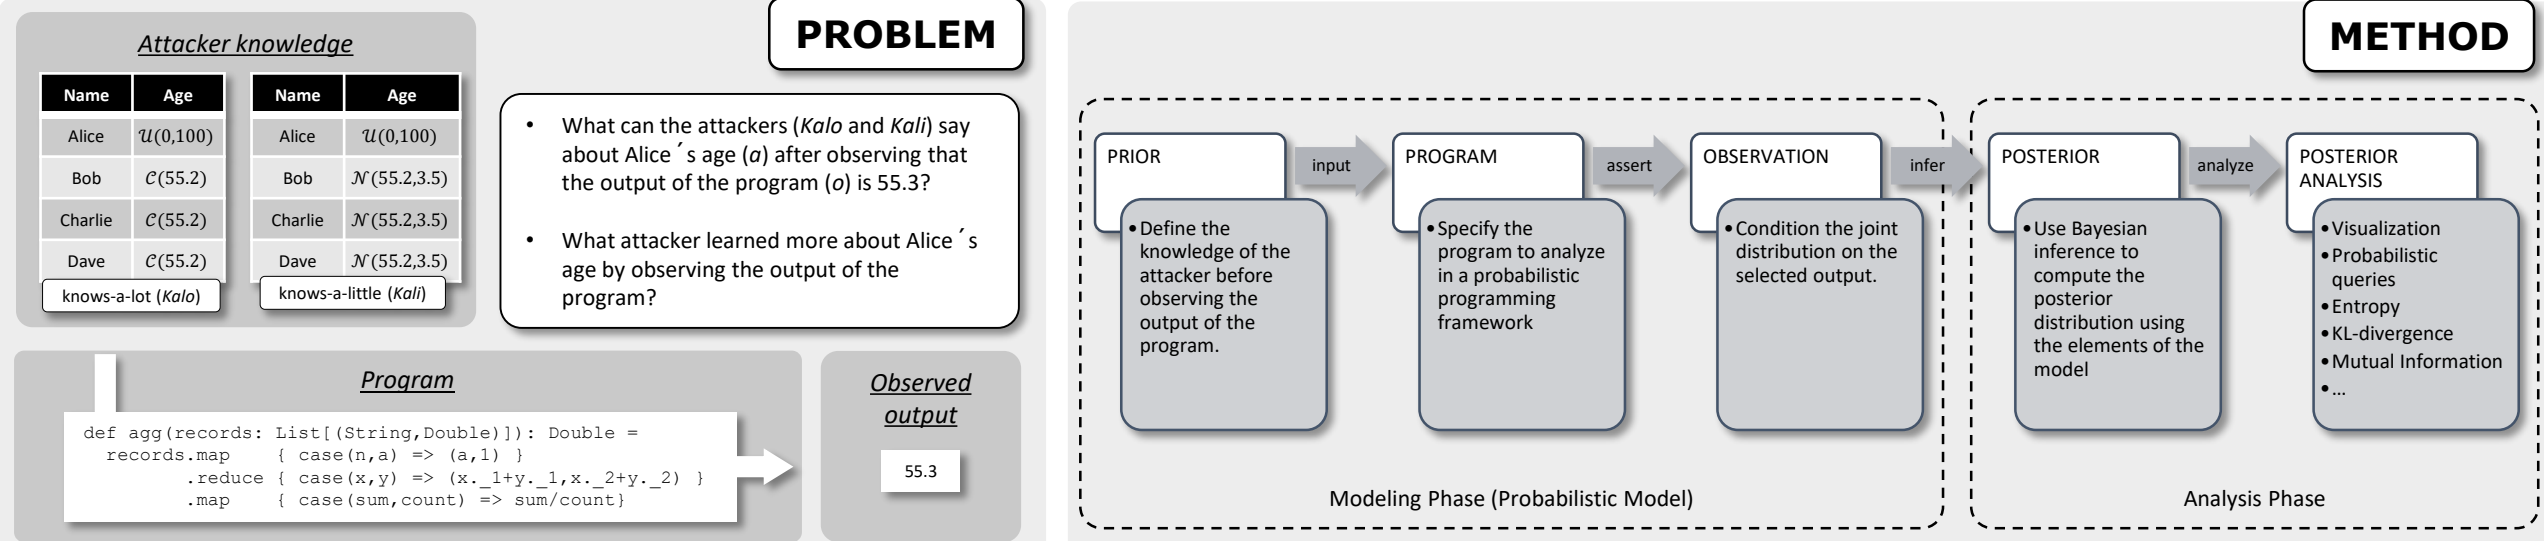 PROBLEM
Attacker knowledge
Name Age
Alice 𝒰(0,100)
Bob 𝒞(55.2)
Charlie 𝒞(55.2)
Dave 𝒞(55.2)
knows-a-lot (Kalo)
Name Age
Alice 𝒰(0,100)
Bob 𝒩(55.2,3.5)
Charlie 𝒩(55.2,3.5)
Dave 𝒩(55.2,3.5)
knows-a-little (Kali)
• What can the attackers (Kalo and Kali) say
about Alice´s age (a) after observing that
the output of the program (o) is 55.3?
• What attacker learned more about Alice´s
age by observing the output of the
program?
Program
def agg(records: List[(String,Double)]): Double =
records.map { case(n,a) => (a,1) }
.reduce { case(x,y) => (x._1+y._1,x._2+y._2) }
.map { case(sum,count) => sum/count}
Observed
output
55.3
METHOD
PRIOR
•Define the
knowledge of the
attacker before
observing the
output of the
program.
input
PROGRAM
•Specify the
program to analyze
in a probabilistic
programming
framework
assert
OBSERVATION
•Condition the joint
distribution on the
selected output.
infer
Modeling Phase (Probabilistic Model)
POSTERIOR
•Use Bayesian
inference to
compute the
posterior
distribution using
the elements of the
model
analyze
POSTERIOR
ANALYSIS
•Visualization
•Probabilistic
queries
•Entropy
•KL-divergence
•Mutual Information
•…
Analysis Phase